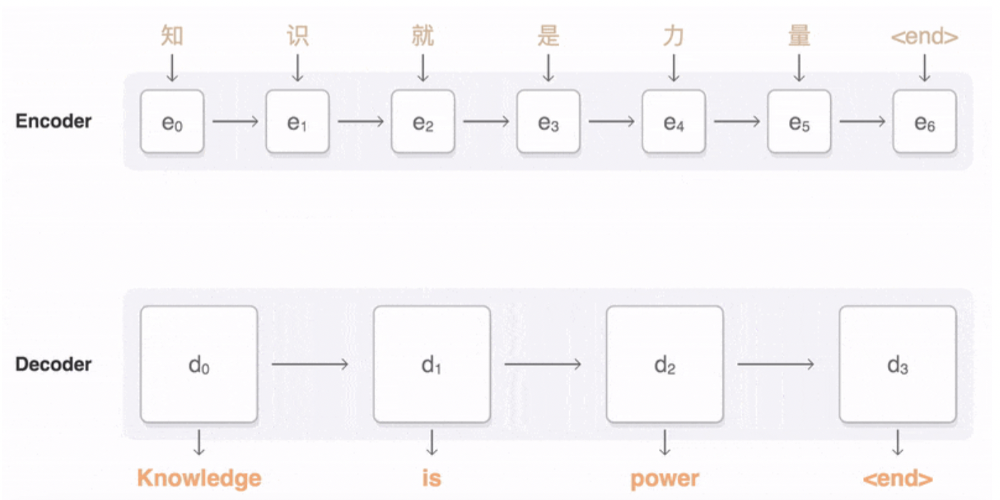 知 识 就 是 力 量 <end>
Encoder e₀ e₁ e₂ e₃ e₄ e₅ e₆
Decoder d₀ d₁ d₂ d₃
Knowledge is power <end>